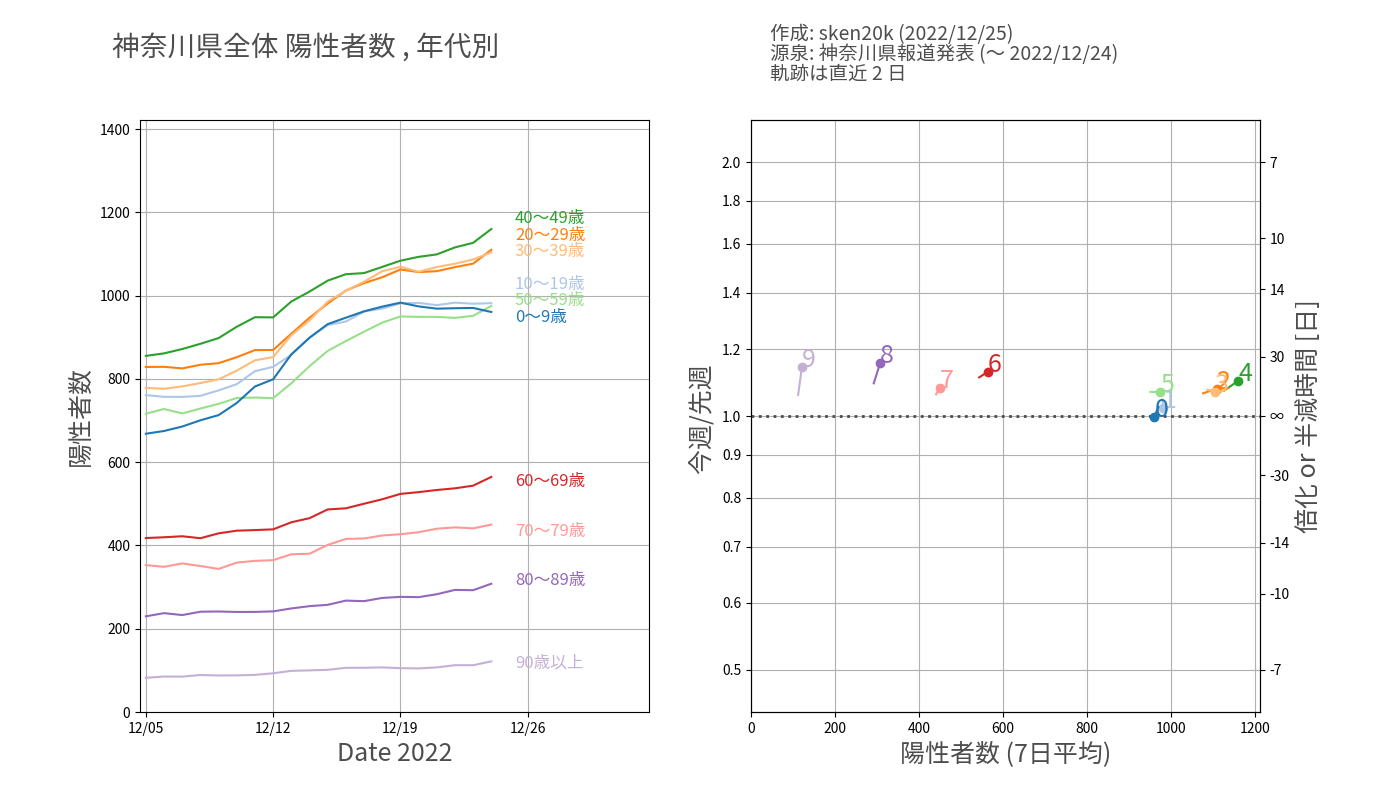 神奈川県全体 陽性者数 , 年代別
作成: sken20k (2022/12/25)
源泉: 神奈川県報道発表 (〜 2022/12/24)
軌跡は直近 2 日
1400
1200
1000
800
600
400
200
0
陽性者数
40〜49歳
20〜29歳
30〜39歳
10〜19歳
50〜59歳
0〜9歳
60〜69歳
70〜79歳
80〜89歳
90歳以上
12/05
12/12
12/19
12/26
Date 2022
2.0
1.8
1.6
1.4
1.2
1.0
0.9
0.8
0.7
0.6
0.5
今週/先週
9
8
7
6
5
1
0
2
3
4
7
10
14
30
∞
-30
-14
-10
-7
倍化 or 半減時間 [日]
0
200
400
600
800
1000
1200
陽性者数 (7日平均)